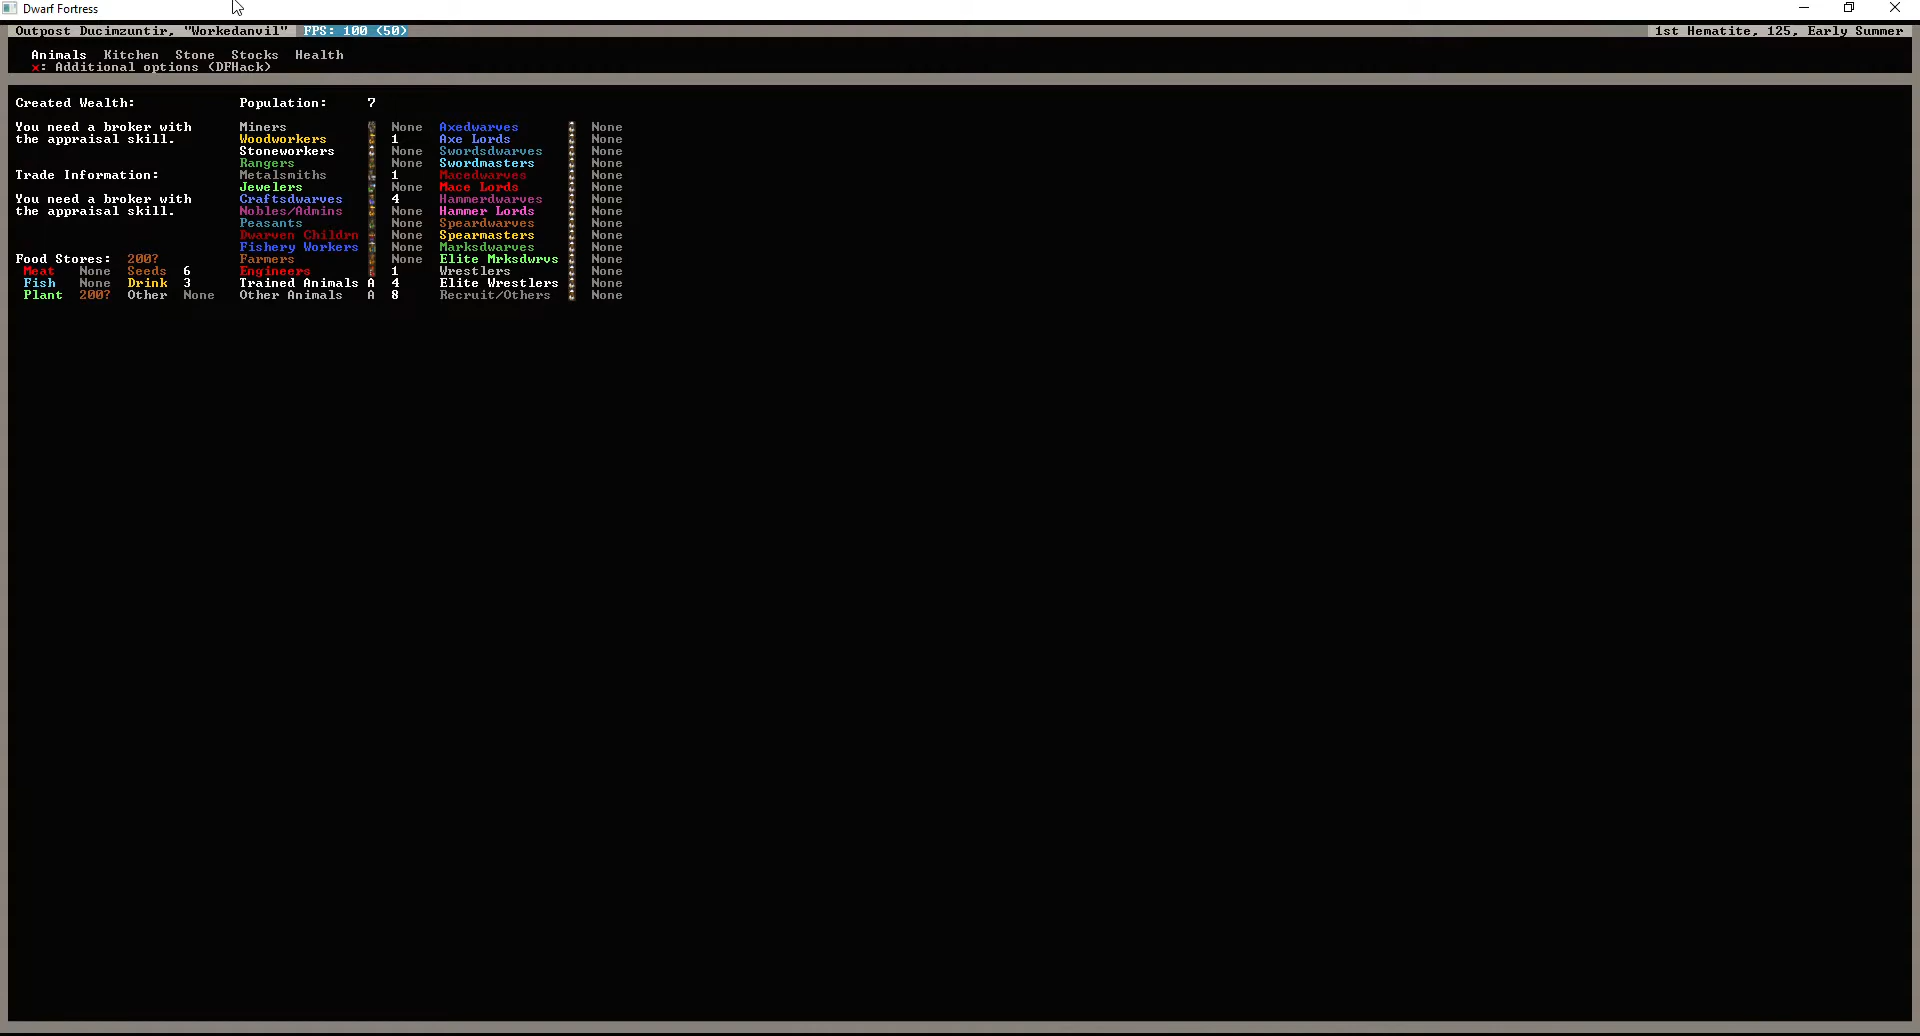 Dwarf Fortress
Outpost Ducimzuntir, "Workedanvil" FPS: 100 (50) 1st Hematite, 125, Early Summer
Animals Kitchen Stone Stocks Health
x: Additional options (DFHack)
Created Wealth: Population: 7
You need a broker with Miners None Axedwarves None
the appraisal skill. Woodworkers 1 Axe Lords None
Stoneworkers None Swordsdwarves None
Rangers None Swordmasters None
Trade Information: Metalsmiths 1 Macedwarves None
Jewelers None Mace Lords None
You need a broker with Craftsdwarves 4 Hammerdwarves None
the appraisal skill. Nobles/Admins None Hammer Lords None
Peasants None Speardwarves None
Dwarven Childrn None Spearmasters None
Fishery Workers None Marksdwarves None
Food Stores: 200? Farmers None Elite Mrksdwrvs None
Meat None Seeds 6 Engineers 1 Wrestlers None
Fish None Drink 3 Trained Animals A 4 Elite Wrestlers None
Plant 200? Other None Other Animals A 8 Recruit/Others None